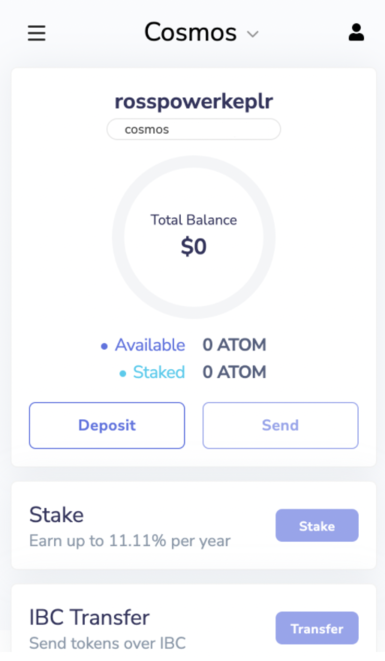 Cosmos
rosspowerkeplr
cosmos
Total Balance
$0
• Available 0 ATOM
• Staked 0 ATOM
Deposit Send
Stake
Earn up to 11.11% per year
Stake
IBC Transfer
Send tokens over IBC
Transfer